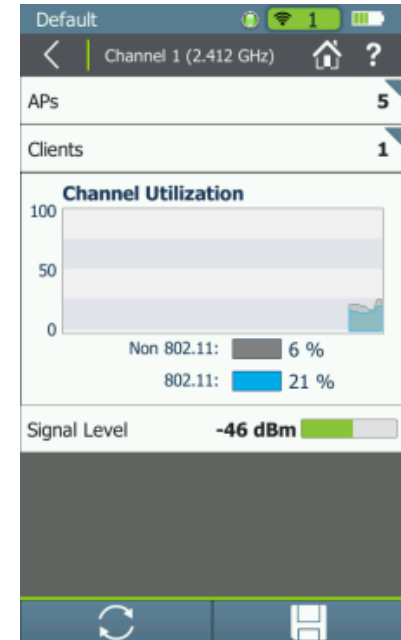 Default 1
Channel 1 (2.412 GHz) ?
APs 5
Clients 1
Channel Utilization
100
50
0
Non 802.11: 6 %
802.11: 21 %
Signal Level -46 dBm